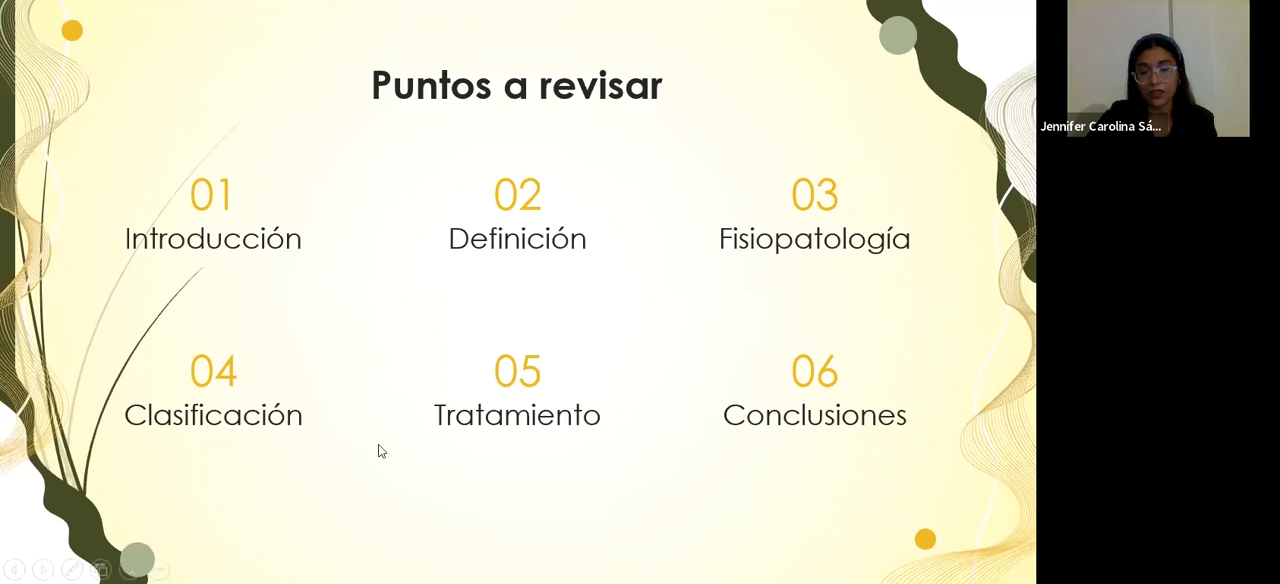 Puntos a revisar
01
Introducción
02
Definición
03
Fisiopatología
04
Clasificación
05
Tratamiento
06
Conclusiones
Jennifer Carolina Sá...